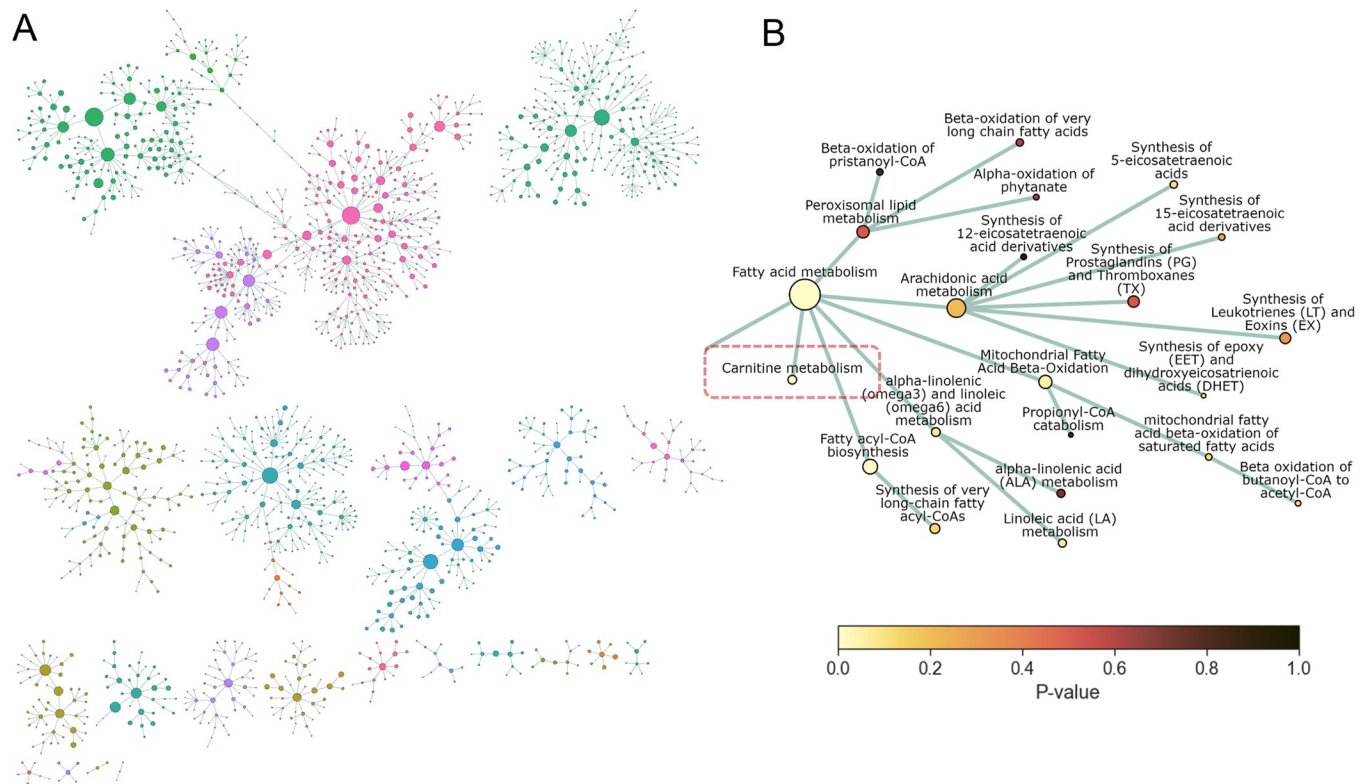 A
B
Beta-oxidation of very
long chain fatty acids
Beta-oxidation of
pristanoyl-CoA
Synthesis of
5-eicosatetraenoic
acids
Alpha-oxidation of
phytanate
Peroxisomal lipid
metabolism
Synthesis of
15-eicosatetraenoic
acid derivatives
Synthesis of
12-eicosatetraenoic
acid derivatives
Synthesis of
Prostaglandins (PG)
and Thromboxanes
(TX)
Fatty acid metabolism
Arachidonic acid
metabolism
Synthesis of
Leukotrienes (LT) and
Eoxins (EX)
Synthesis of epoxy
(EET) and
dihydroxyeicosatrienoic
acids (DHET)
Carnitine metabolism
Mitochondrial Fatty
Acid Beta-Oxidation
alpha-linolenic
(omega3) and linoleic
(omega6) acid
metabolism
Propionyl-CoA
catabolism
mitochondrial fatty
acid beta-oxidation of
saturated fatty acids
Fatty acyl-CoA
biosynthesis
alpha-linolenic acid
(ALA) metabolism
Beta oxidation of
butanoyl-CoA to
acetyl-CoA
Synthesis of very
long-chain fatty
acyl-CoAs
Linoleic acid (LA)
metabolism
0.0 0.2 0.4 0.6 0.8 1.0
P-value